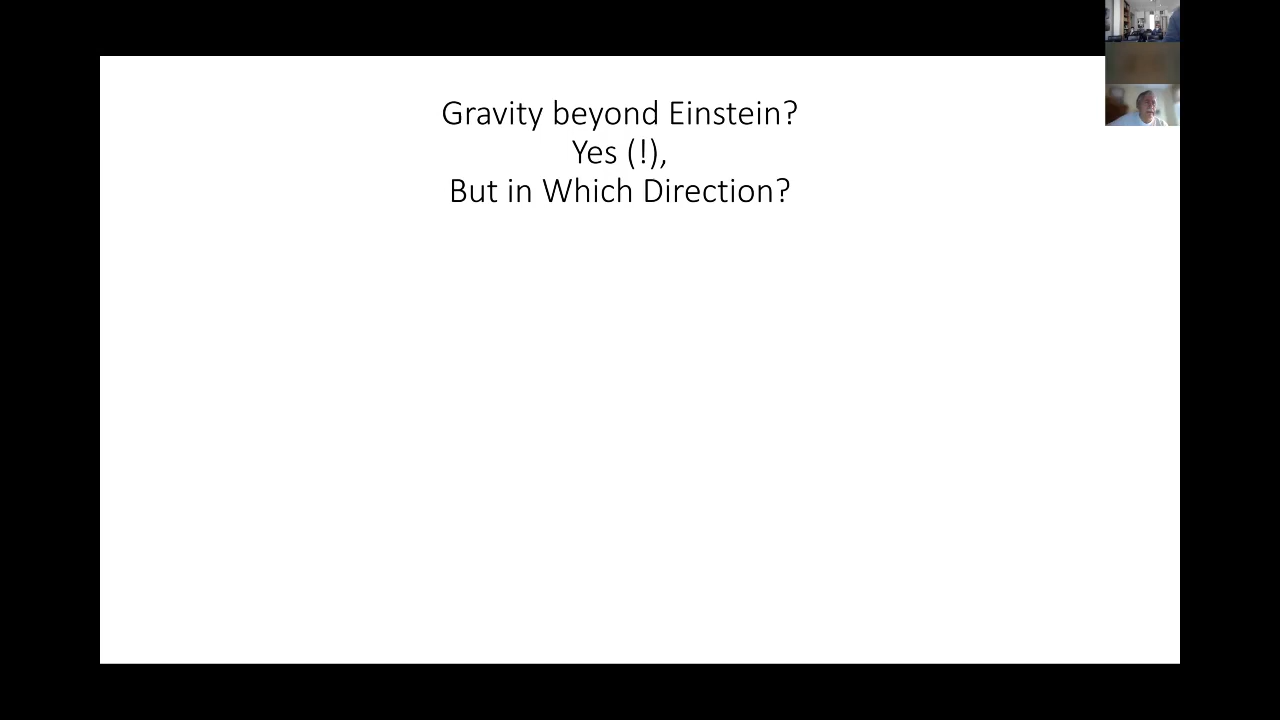 Gravity beyond Einstein?
Yes (!),
But in Which Direction?